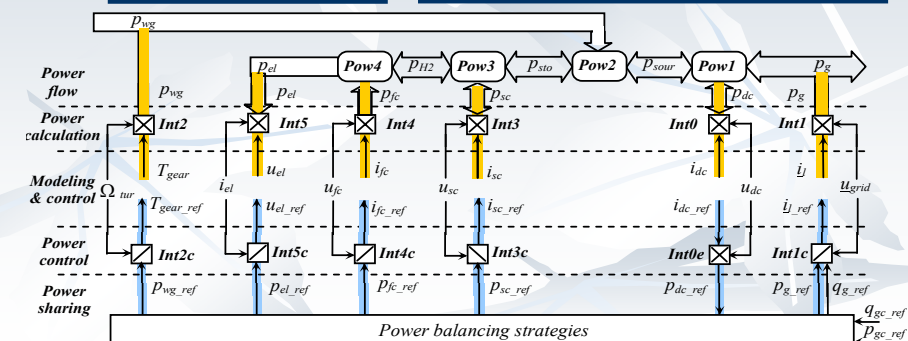 p_wg
p_el Pow4 p_H2 Pow3 p_sto Pow2 p_sour Pow1 p_g
Power
flow
p_wg p_el p_fc p_sc p_dc p_g
Power
calculation
Int2 Int5 Int4 Int3 Int0 Int1
T_gear u_el i_fc i_sc i_dc i_l
Modeling
& control
Ω_tur i_el u_fc u_sc u_dc u_grid
T_gear_ref u_el_ref i_fc_ref i_sc_ref i_dc_ref i_l_ref
Power
control
Int2c Int5c Int4c Int3c Int0e Int1c
p_wg_ref p_el_ref p_fc_ref p_sc_ref p_dc_ref p_g_ref q_g_ref
Power
sharing
Power balancing strategies
q_gc_ref
p_gc_ref